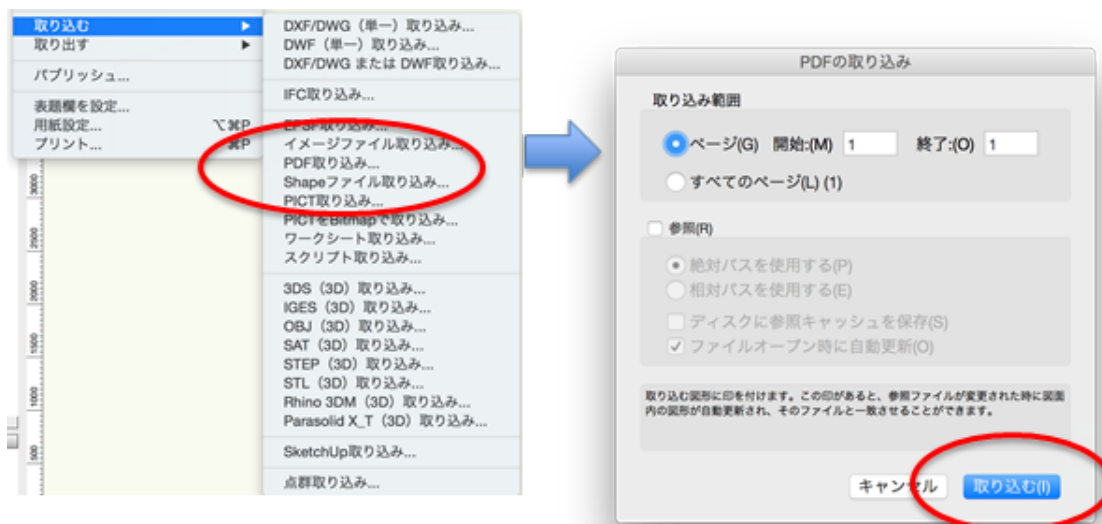 取り込む
取り出す
パブリッシュ...
表題欄を設定...
用紙設定... ⌥⌘P
プリント... ⌘P
DXF/DWG（単一）取り込み...
DWF（単一）取り込み...
DXF/DWG または DWF取り込み...
IFC取り込み...
EPSF取り込み...
イメージファイル取り込み...
PDF取り込み...
Shapeファイル取り込み...
PICT取り込み...
PICTをBitmapで取り込み...
ワークシート取り込み...
スクリプト取り込み...
3DS（3D）取り込み...
IGES（3D）取り込み...
OBJ（3D）取り込み...
SAT（3D）取り込み...
STEP（3D）取り込み...
STL（3D）取り込み...
Rhino 3DM（3D）取り込み...
Parasolid X_T（3D）取り込み...
SketchUp取り込み...
点群取り込み...
3000
2500
2000
1500
1000
500
PDFの取り込み
取り込み範囲
ページ(G) 開始:(M) 1 終了:(O) 1
すべてのページ(L) (1)
参照(R)
絶対パスを使用する(P)
相対パスを使用する(E)
ディスクに参照キャッシュを保存(S)
ファイルオープン時に自動更新(O)
取り込む図形に印を付けます。この印があると、参照ファイルが変更された時に図面
内の図形が自動更新され、そのファイルと一致させることができます。
キャンセル 取り込む(I)